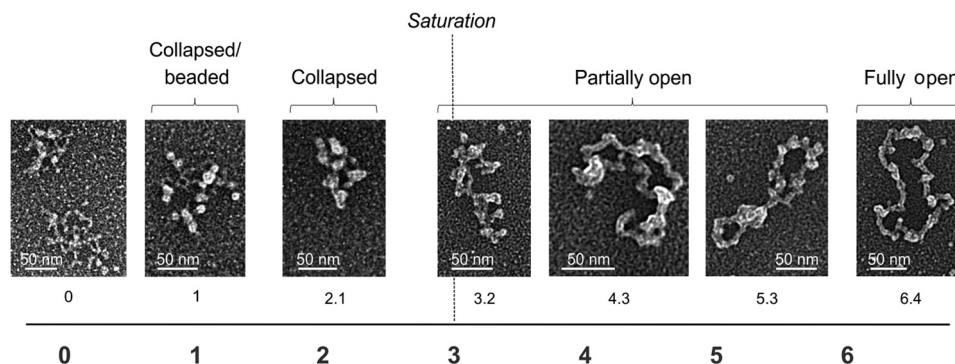 Saturation
Collapsed/
beaded
Collapsed
Partially open
Fully open
50 nm
50 nm
50 nm
50 nm
50 nm
50 nm
50 nm
0
1
2.1
3.2
4.3
5.3
6.4
0
1
2
3
4
5
6